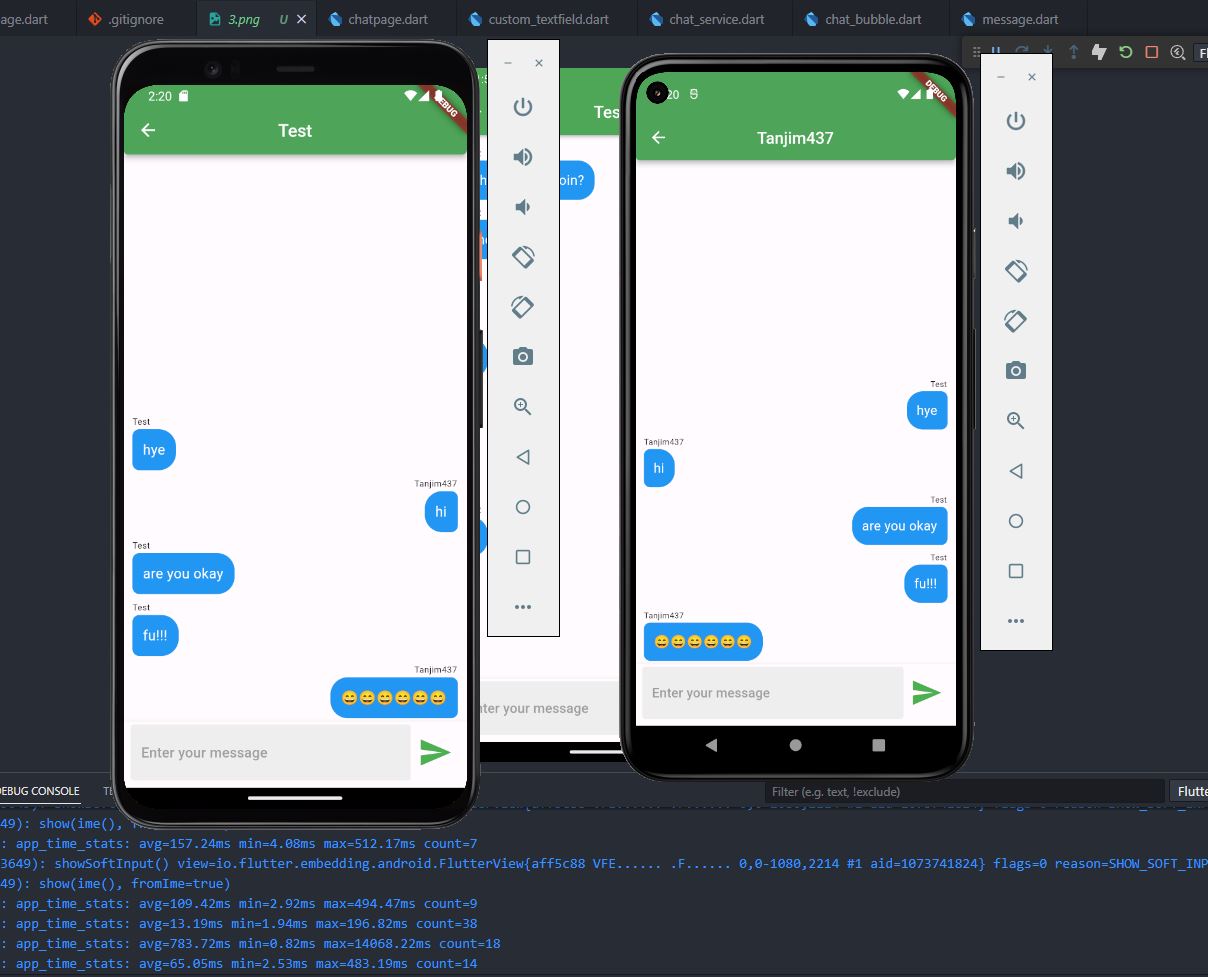 age.dart
.gitignore
3.png U
chatpage.dart
custom_textfield.dart
chat_service.dart
chat_bubble.dart
message.dart
2:20
DEBUG
Test
Test
hye
Tanjim437
hi
Test
are you okay
Test
fu!!!
Tanjim437
😄😄😄😄😄😄
Enter your message
Tes
oin?
nter your message
20
DEBUG
Tanjim437
Test
hye
Tanjim437
hi
Test
are you okay
Test
fu!!!
Tanjim437
😄😄😄😄😄😄
Enter your message
DEBUG CONSOLE
Filter (e.g. text, !exclude)
Flutte
49): show(ime(),
: app_time_stats: avg=157.24ms min=4.08ms max=512.17ms count=7
3649): showSoftInput() view=io.flutter.embedding.android.FlutterView{aff5c88 VFE...... .F...... 0,0-1080,2214 #1 aid=1073741824} flags=0 reason=SHOW_SOFT_INP
49): show(ime(), fromIme=true)
: app_time_stats: avg=109.42ms min=2.92ms max=494.47ms count=9
: app_time_stats: avg=13.19ms min=1.94ms max=196.82ms count=38
: app_time_stats: avg=783.72ms min=0.82ms max=14068.22ms count=18
: app_time_stats: avg=65.05ms min=2.53ms max=483.19ms count=14